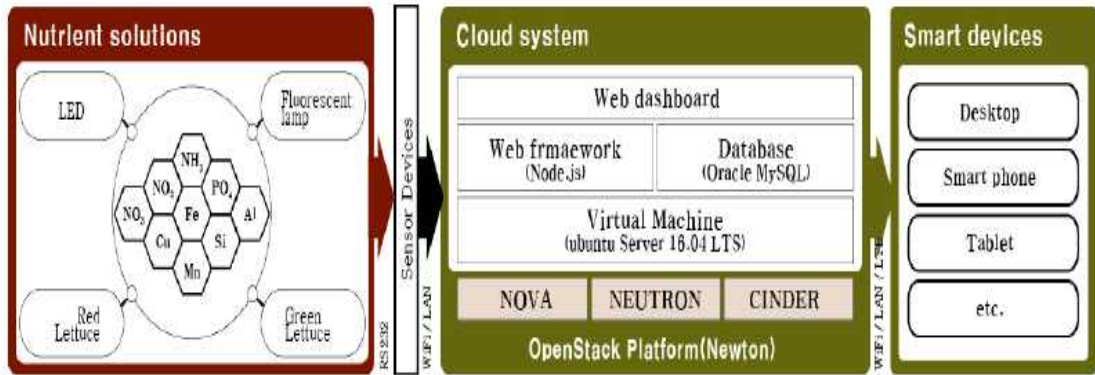 Nutrient solutions
LED
Fluorescent
lamp
NH3
NO2
PO4
NO3
Fe
Al
Cu
Si
Mn
Red
Lettuce
Green
Lettuce
RS232
Sensor Devices
WiFi / LAN
Cloud system
Web dashboard
Web frmaework
(Node.js)
Database
(Oracle MySQL)
Virtual Machine
(ubuntu Server 16.04 LTS)
NOVA
NEUTRON
CINDER
OpenStack Platform(Newton)
WiFi / LAN / LTE
Smart devices
Desktop
Smart phone
Tablet
etc.